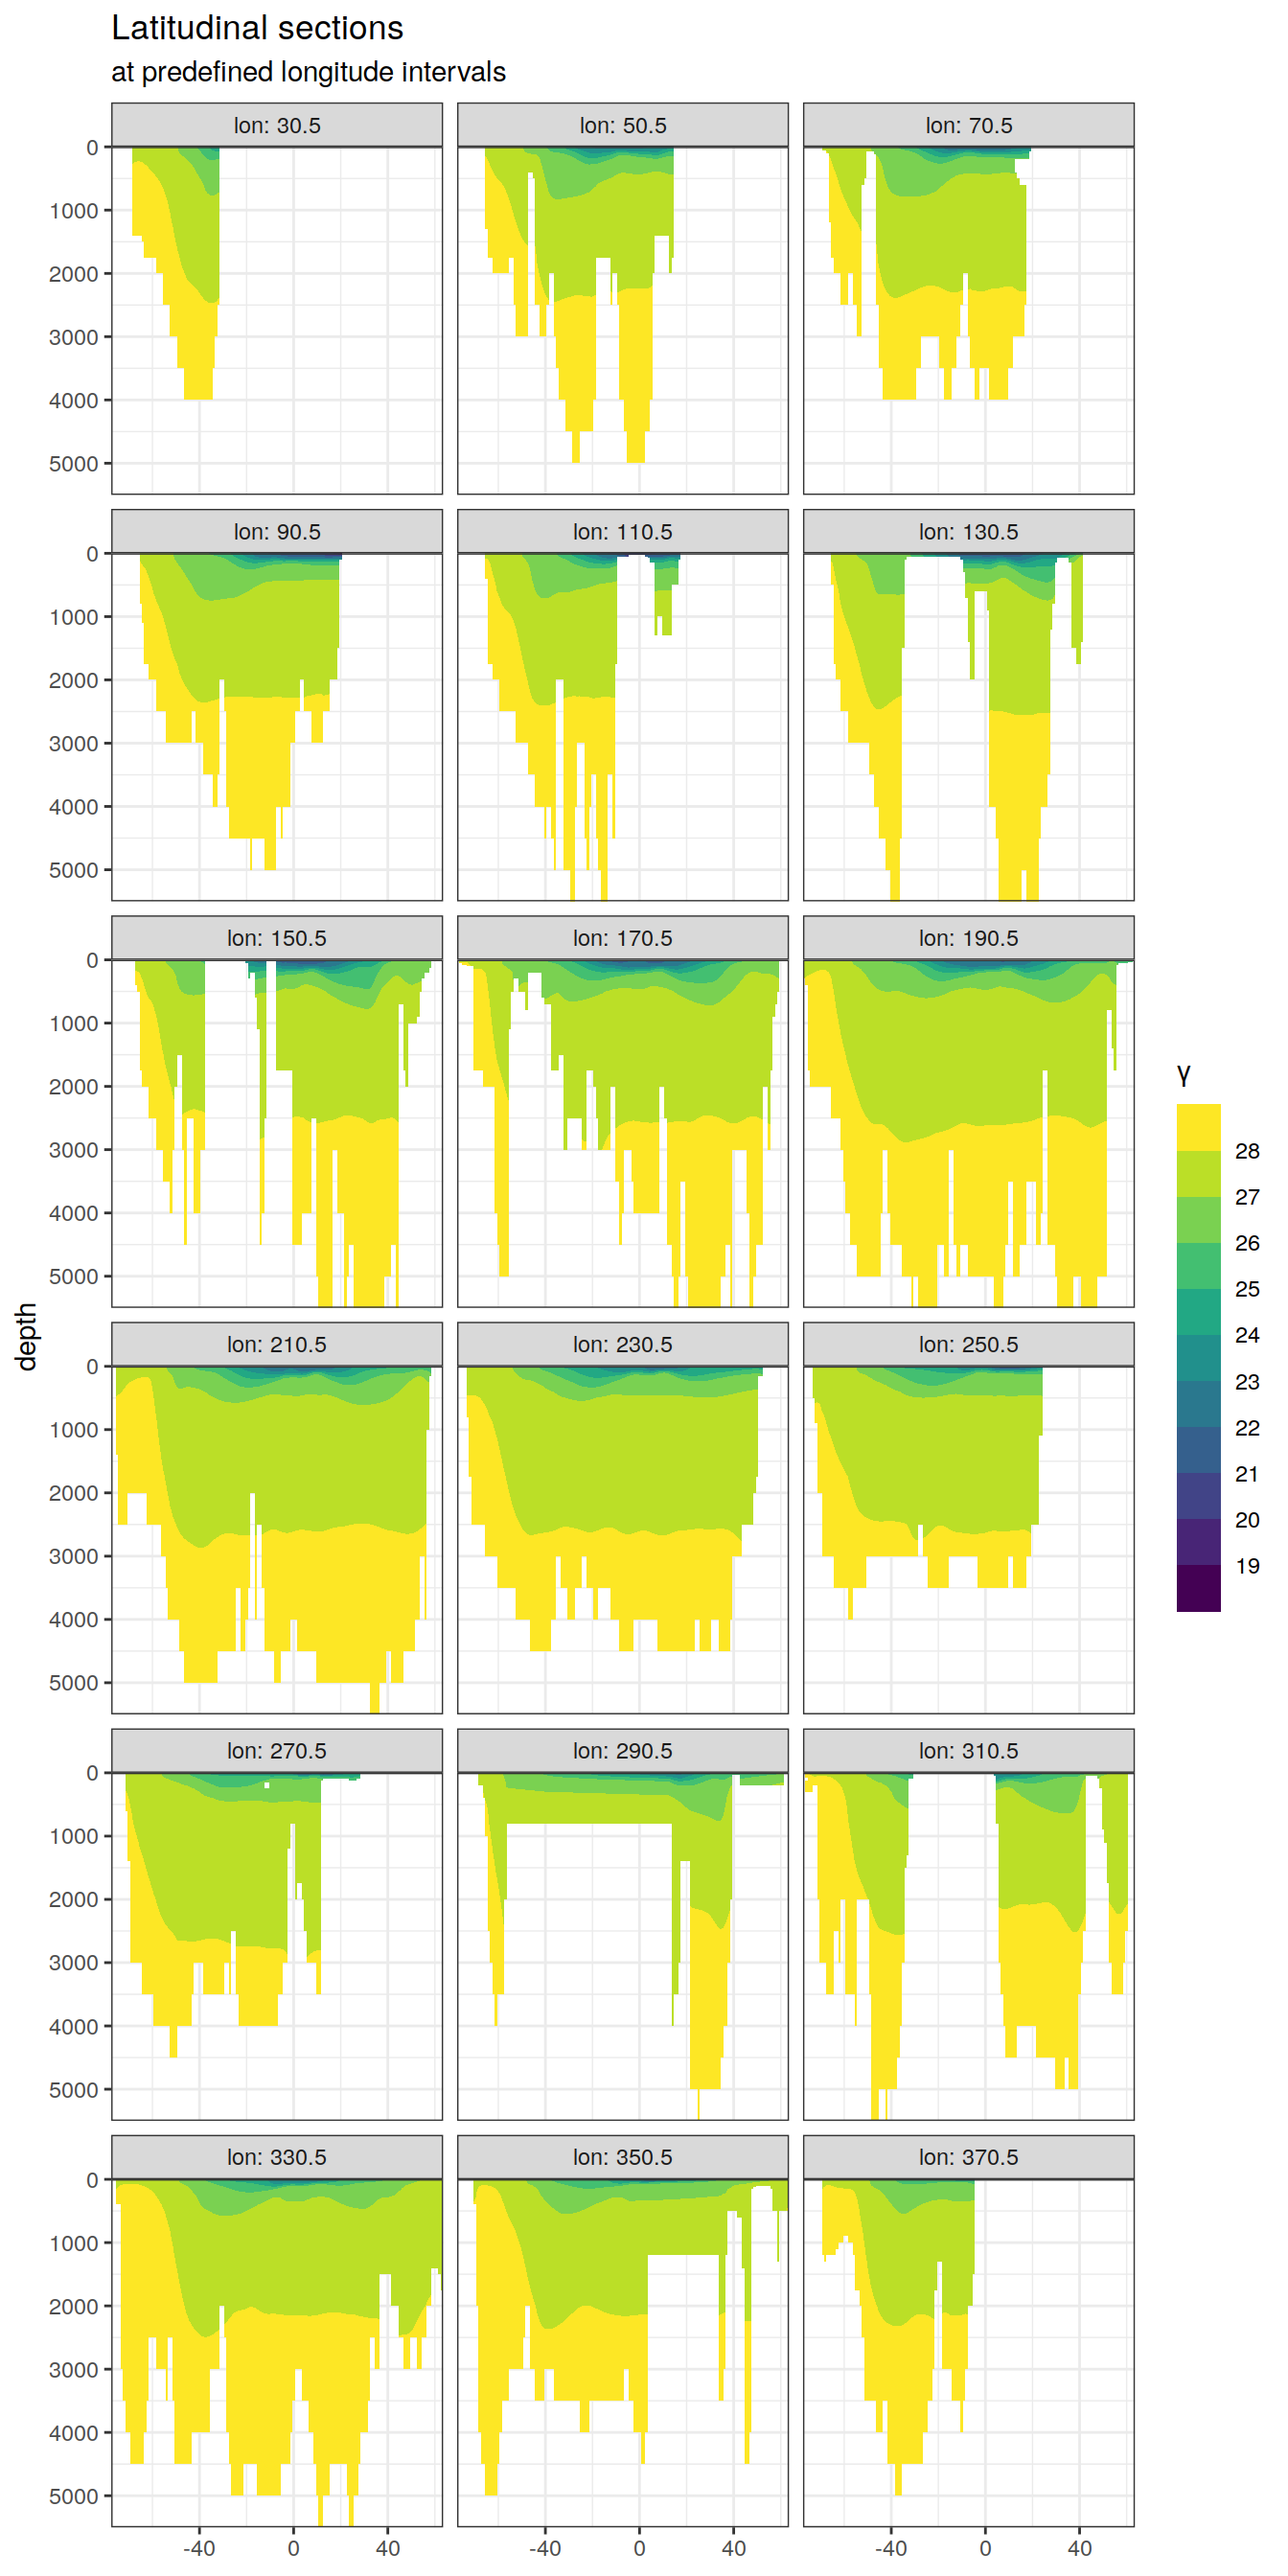 Latitudinal sections
at predefined longitude intervals
lon: 30.5
lon: 50.5
lon: 70.5
0
1000
2000
3000
4000
5000
lon: 90.5
lon: 110.5
lon: 130.5
0
1000
2000
3000
4000
5000
lon: 150.5
lon: 170.5
lon: 190.5
0
1000
2000
3000
4000
5000
lon: 210.5
lon: 230.5
lon: 250.5
0
1000
2000
3000
4000
5000
lon: 270.5
lon: 290.5
lon: 310.5
0
1000
2000
3000
4000
5000
lon: 330.5
lon: 350.5
lon: 370.5
0
1000
2000
3000
4000
5000
-40 0 40
-40 0 40
-40 0 40
depth
γ
28
27
26
25
24
23
22
21
20
19